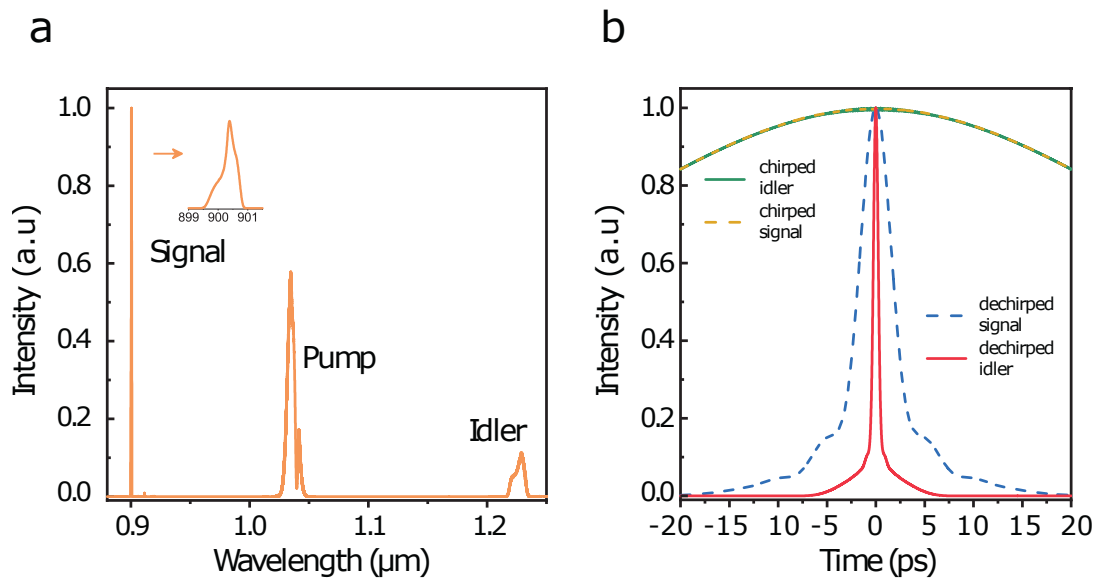 a
Intensity (a.u)
1.0
0.8
0.6
0.4
0.2
0.0
899 900 901
Signal
Pump
Idler
0.9 1.0 1.1 1.2
Wavelength (μm)
b
Intensity (a.u)
1.0
0.8
0.6
0.4
0.2
0.0
chirped
idler
chirped
signal
dechirped
signal
dechirped
idler
-20 -15 -10 -5 0 5 10 15 20
Time (ps)